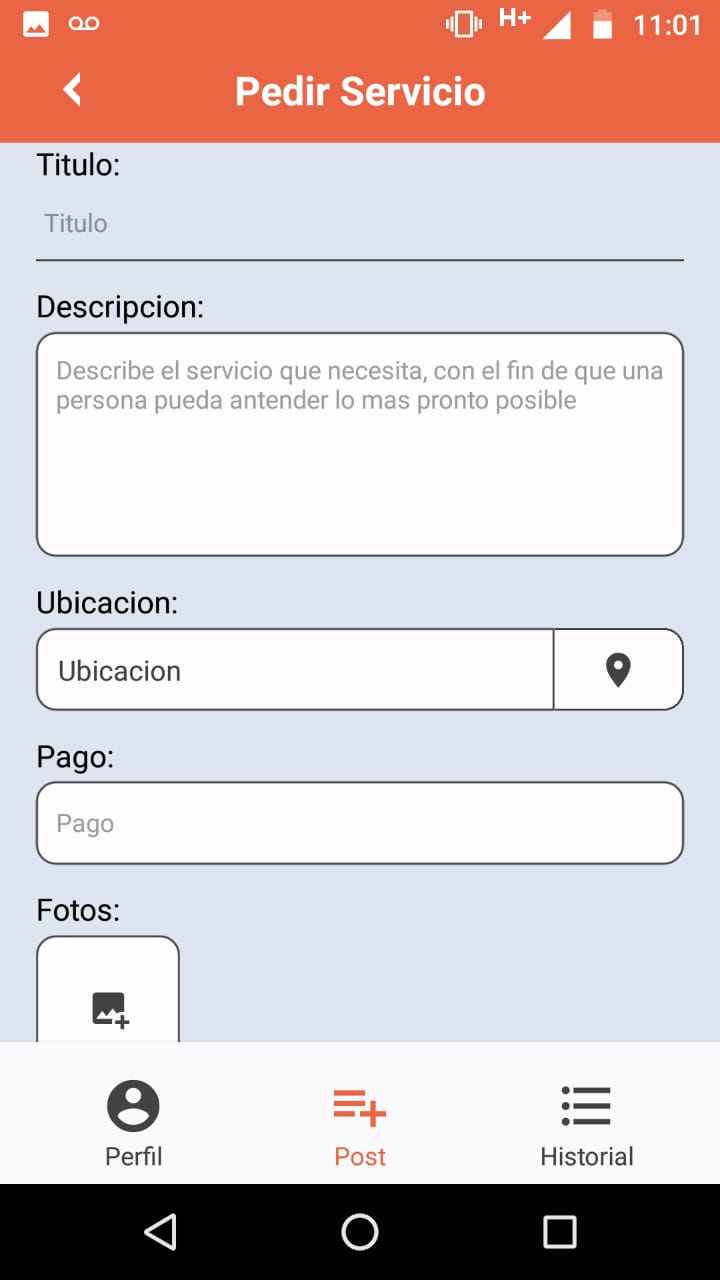 H+ 11:01
Pedir Servicio
Titulo:
Titulo
Descripcion:
Describe el servicio que necesita, con el fin de que una
persona pueda antender lo mas pronto posible
Ubicacion:
Ubicacion
Pago:
Pago
Fotos:
Perfil Post Historial